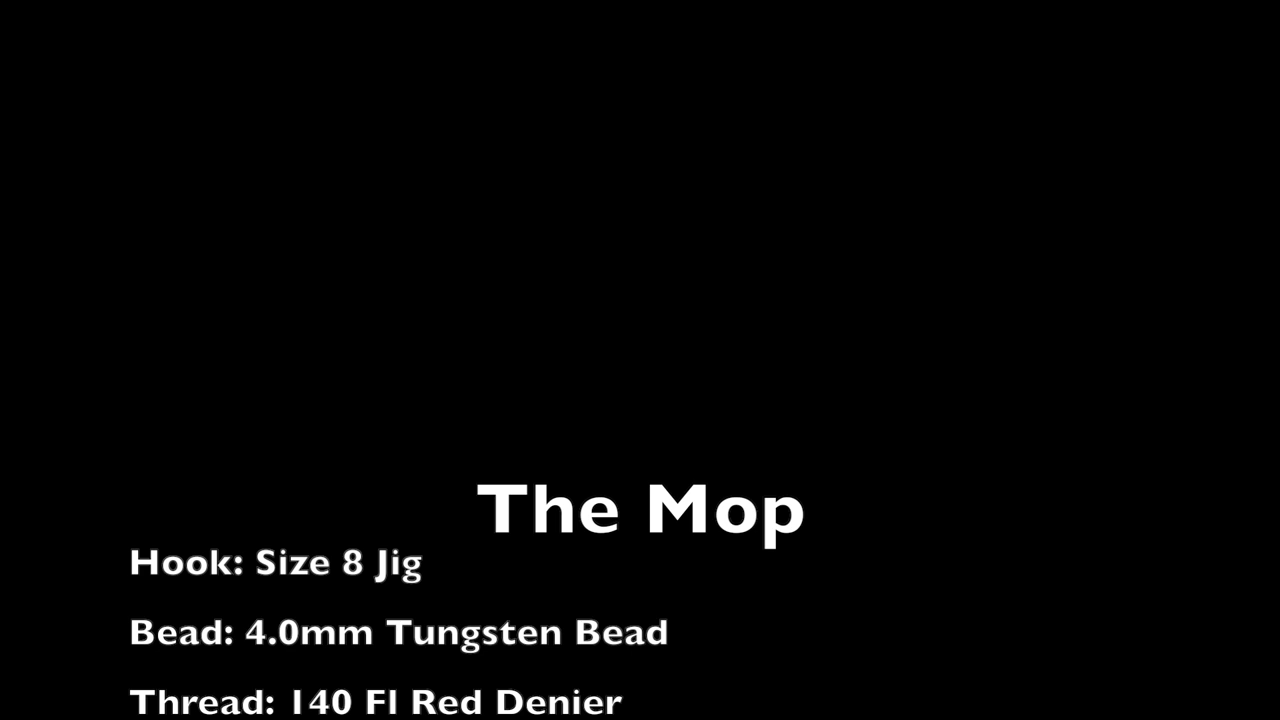 The Mop
Hook: Size 8 Jig
Bead: 4.0mm Tungsten Bead
Thread: 140 Fl Red Denier